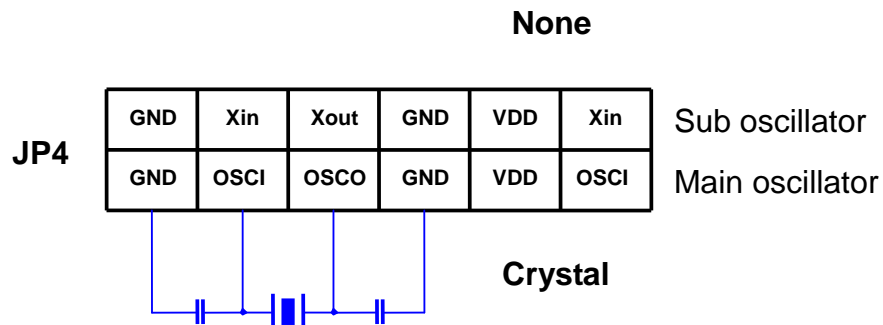 None
GND Xin Xout GND VDD Xin Sub oscillator
JP4
GND OSCI OSCO GND VDD OSCI Main oscillator
Crystal